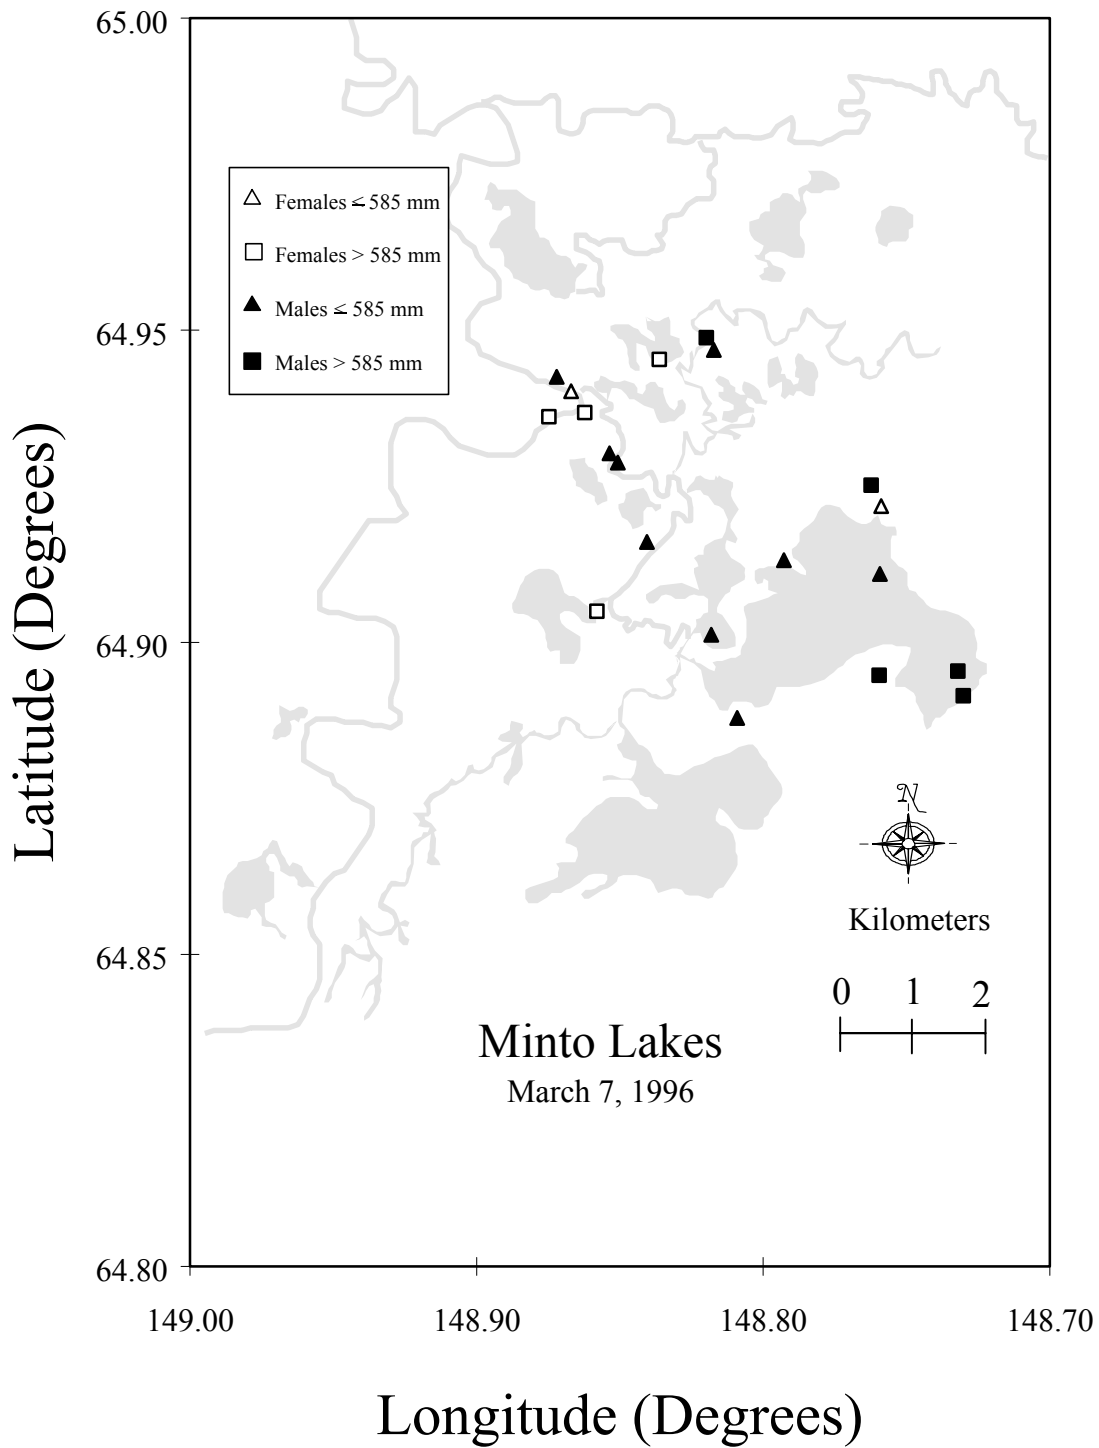 65.00
Females ≤ 585 mm
Females > 585 mm
Males ≤ 585 mm
Males > 585 mm
64.95
64.90
64.85
64.80
Latitude (Degrees)
N
Kilometers
0 1 2
Minto Lakes
March 7, 1996
149.00 148.90 148.80 148.70
Longitude (Degrees)